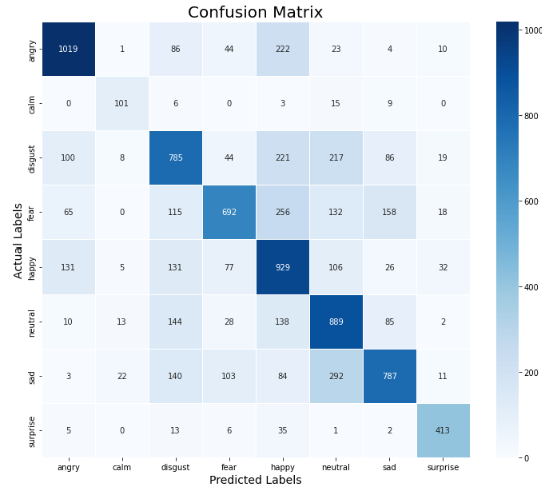 Confusion Matrix
Actual Labels
angry 1019 1 86 44 222 23 4 10
calm 0 101 6 0 3 15 9 0
disgust 100 8 785 44 221 217 86 19
fear 65 0 115 692 256 132 158 18
happy 131 5 131 77 929 106 26 32
neutral 10 13 144 28 138 889 85 2
sad 3 22 140 103 84 292 787 11
surprise 5 0 13 6 35 1 2 413
angry calm disgust fear happy neutral sad surprise
Predicted Labels
1000
800
600
400
200
0